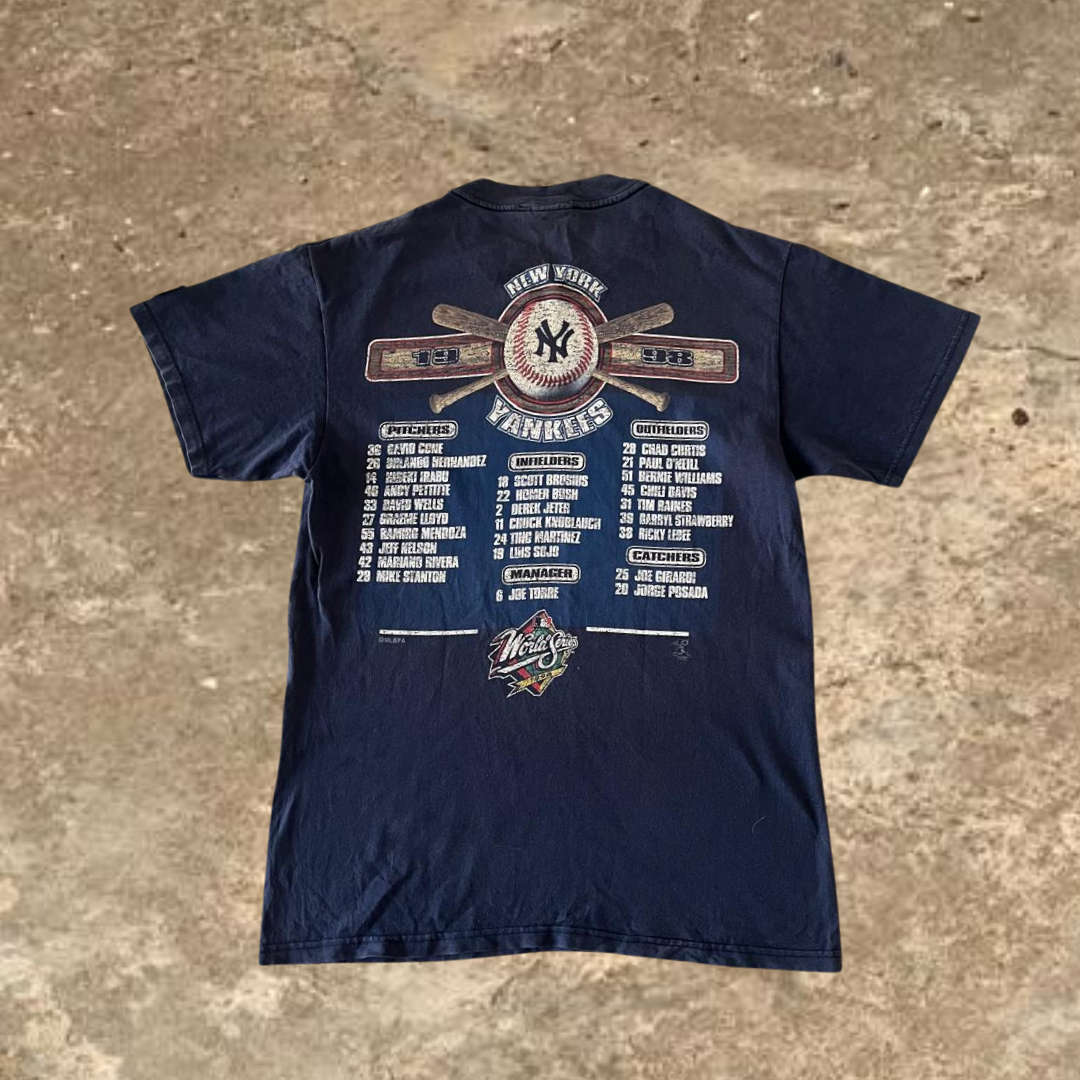 NEW YORK
NY
19 98
YANKEES
PITCHERS
36 DAVID CONE
26 ORLANDO HERNANDEZ
14 HIDEKI IRABU
46 ANDY PETTITTE
33 DAVID WELLS
27 GRAEME LLOYD
55 RAMIRO MENDOZA
43 JEFF NELSON
42 MARIANO RIVERA
29 MIKE STANTON
INFIELDERS
18 SCOTT BROSIUS
22 HOMER BUSH
2 DEREK JETER
11 CHUCK KNOBLAUCH
24 TINO MARTINEZ
19 LUIS SOJO
MANAGER
6 JOE TORRE
OUTFIELDERS
28 CHAD CURTIS
21 PAUL O'NEILL
51 BERNIE WILLIAMS
45 CHILI DAVIS
31 TIM RAINES
39 DARRYL STRAWBERRY
38 RICKY LEDEE
CATCHERS
25 JOE GIRARDI
20 JORGE POSADA
©MLBPA
World Series
1998